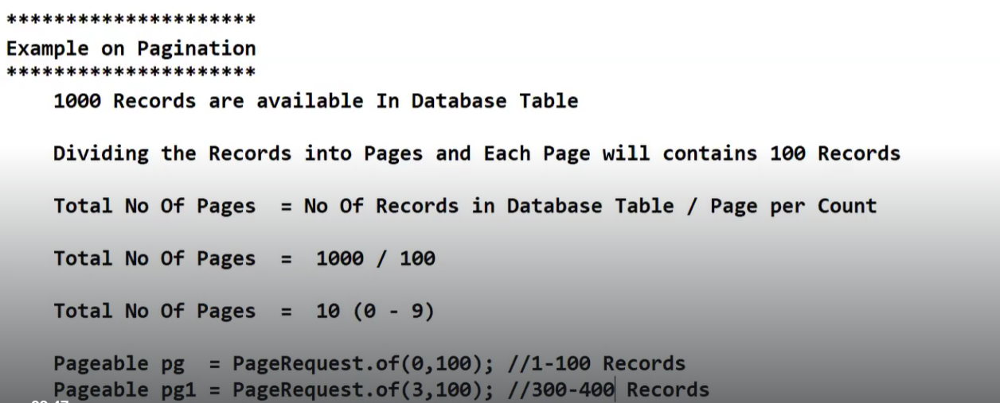 *********************
Example on Pagination
*********************
1000 Records are available In Database Table
Dividing the Records into Pages and Each Page will contains 100 Records
Total No Of Pages = No Of Records in Database Table / Page per Count
Total No Of Pages = 1000 / 100
Total No Of Pages = 10 (0 - 9)
Pageable pg = PageRequest.of(0,100); //1-100 Records
Pageable pg1 = PageRequest.of(3,100); //300-400 Records